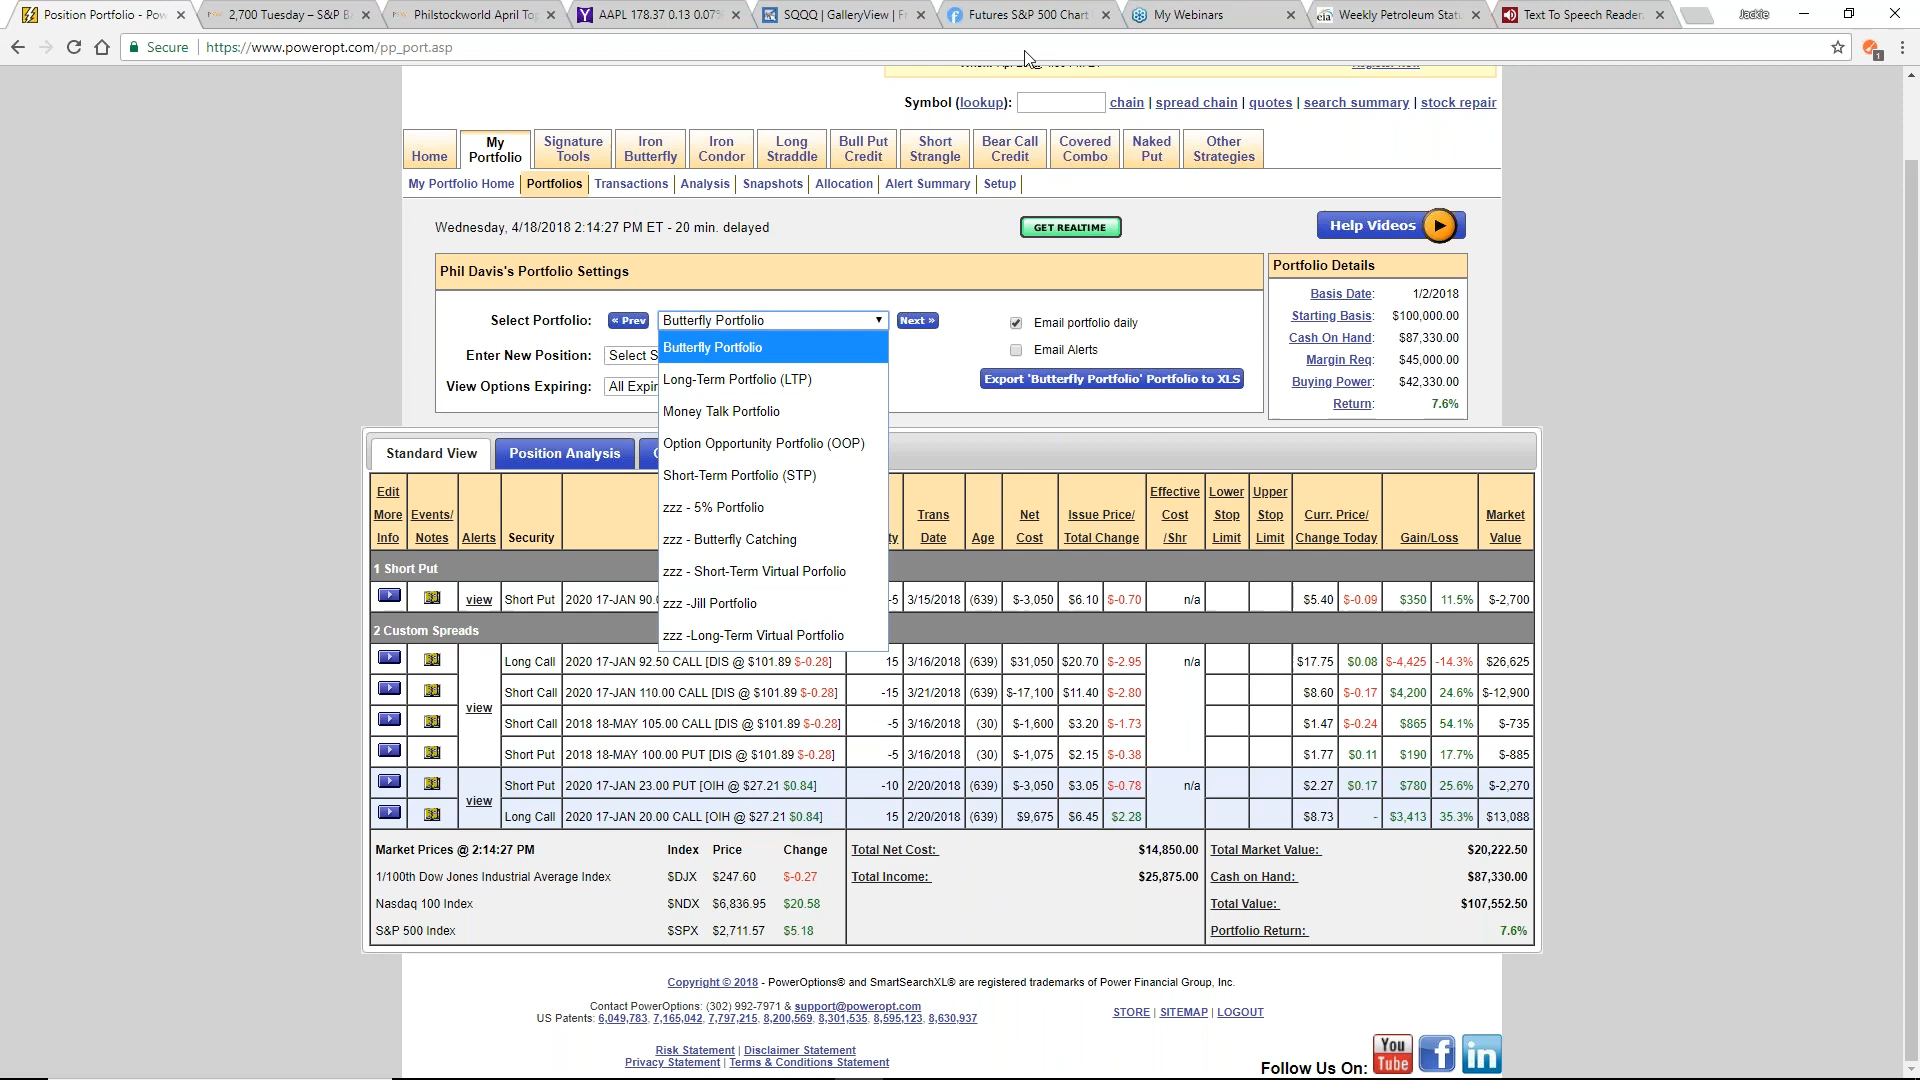 Position Portfolio - Pow
2,700 Tuesday – S&P B
Philstockworld April Top
AAPL 178.37 0.13 0.07%
SQQQ | GalleryView | F
Futures S&P 500 Chart
My Webinars
Weekly Petroleum Statu
Text To Speech Reader
Jackie
Secure
https://www.poweropt.com/pp_port.asp
Symbol (lookup):
chain | spread chain | quotes | search summary | stock repair
Home
My Portfolio
Signature Tools
Iron Butterfly
Iron Condor
Long Straddle
Bull Put Credit
Short Strangle
Bear Call Credit
Covered Combo
Naked Put
Other Strategies
My Portfolio Home | Portfolios | Transactions | Analysis | Snapshots | Allocation | Alert Summary | Setup
Wednesday, 4/18/2018 2:14:27 PM ET - 20 min. delayed
GET REALTIME
Help Videos
Phil Davis's Portfolio Settings
Select Portfolio: « Prev Butterfly Portfolio Next »
Email portfolio daily
Enter New Position: Select S
Email Alerts
View Options Expiring: All Expir
Export 'Butterfly Portfolio' Portfolio to XLS
Butterfly Portfolio
Long-Term Portfolio (LTP)
Money Talk Portfolio
Option Opportunity Portfolio (OOP)
Short-Term Portfolio (STP)
zzz - 5% Portfolio
zzz - Butterfly Catching
zzz - Short-Term Virtual Porfolio
zzz -Jill Portfolio
zzz -Long-Term Virtual Portfolio
Portfolio Details
Basis Date: 1/2/2018
Starting Basis: $100,000.00
Cash On Hand: $87,330.00
Margin Req: $45,000.00
Buying Power: $42,330.00
Return: 7.6%
Standard View
Position Analysis
Edit More Info
Events/ Notes
Alerts
Security
ty
Trans Date
Age
Net Cost
Issue Price/ Total Change
Effective Cost /Shr
Lower Stop Limit
Upper Stop Limit
Curr. Price/ Change Today
Gain/Loss
Market Value
1 Short Put
view Short Put 2020 17-JAN 90.0 -5 3/15/2018 (639) $-3,050 $6.10 $-0.70 n/a $5.40 $-0.09 $350 11.5% $-2,700
2 Custom Spreads
Long Call 2020 17-JAN 92.50 CALL [DIS @ $101.89 $-0.28] 15 3/16/2018 (639) $31,050 $20.70 $-2.95 n/a $17.75 $0.08 $-4,425 -14.3% $26,625
Short Call 2020 17-JAN 110.00 CALL [DIS @ $101.89 $-0.28] -15 3/21/2018 (639) $-17,100 $11.40 $-2.80 $8.60 $-0.17 $4,200 24.6% $-12,900
view
Short Call 2018 18-MAY 105.00 CALL [DIS @ $101.89 $-0.28] -5 3/16/2018 (30) $-1,600 $3.20 $-1.73 $1.47 $-0.24 $865 54.1% $-735
Short Put 2018 18-MAY 100.00 PUT [DIS @ $101.89 $-0.28] -5 3/16/2018 (30) $-1,075 $2.15 $-0.38 $1.77 $0.11 $190 17.7% $-885
Short Put 2020 17-JAN 23.00 PUT [OIH @ $27.21 $0.84] -10 2/20/2018 (639) $-3,050 $3.05 $-0.78 n/a $2.27 $0.17 $780 25.6% $-2,270
view
Long Call 2020 17-JAN 20.00 CALL [OIH @ $27.21 $0.84] 15 2/20/2018 (639) $9,675 $6.45 $2.28 $8.73 - $3,413 35.3% $13,088
Market Prices @ 2:14:27 PM Index Price Change
1/100th Dow Jones Industrial Average Index $DJX $247.60 $-0.27
Nasdaq 100 Index $NDX $6,836.95 $20.58
S&P 500 Index $SPX $2,711.57 $5.18
Total Net Cost: $14,850.00
Total Income: $25,875.00
Total Market Value: $20,222.50
Cash on Hand: $87,330.00
Total Value: $107,552.50
Portfolio Return: 7.6%
Copyright © 2018 - PowerOptions® and SmartSearchXL® are registered trademarks of Power Financial Group, Inc.
Contact PowerOptions: (302) 992-7971 & support@poweropt.com
US Patents: 6,049,783, 7,165,042, 7,797,215, 8,200,569, 8,301,535, 8,595,123, 8,630,937
STORE | SITEMAP | LOGOUT
Risk Statement | Disclaimer Statement
Privacy Statement | Terms & Conditions Statement
Follow Us On:
You Tube
f
in